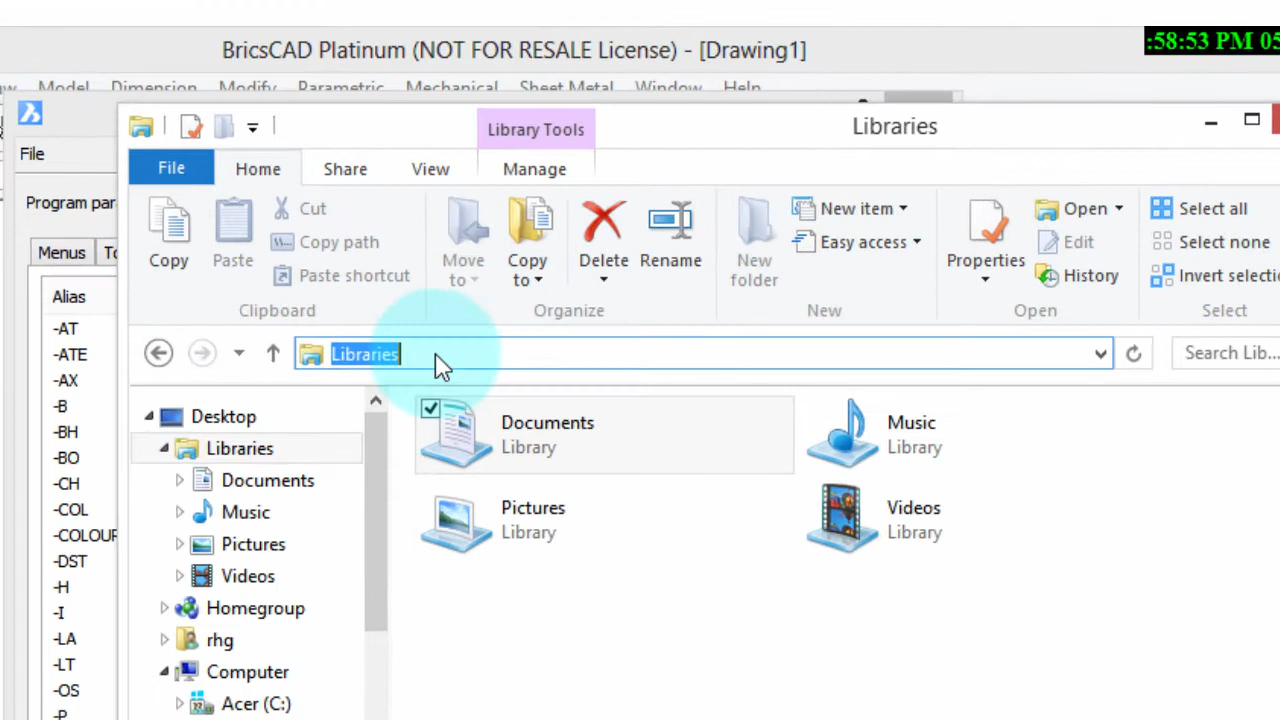 BricsCAD Platinum (NOT FOR RESALE License) - [Drawing1]
:58:53 PM 05
Model Dimension Modify Parametric Mechanical Sheet Metal Window Help
File
Program par
Menus To
Alias
-AT
-ATE
-AX
-B
-BH
-BO
-CH
-COL
-COLOUR
-DST
-H
-I
-LA
-LT
-OS
-P
Library Tools
Libraries
File Home Share View Manage
Copy
Paste
Cut
Copy path
Paste shortcut
Clipboard
Move to
Copy to
Delete
Rename
Organize
New folder
New item
Easy access
New
Properties
Open
Edit
History
Open
Select all
Select none
Invert selectio
Select
Libraries
Search Lib...
Desktop
Libraries
Documents
Music
Pictures
Videos
Homegroup
rhg
Computer
Acer (C:)
Documents
Library
Music
Library
Pictures
Library
Videos
Library